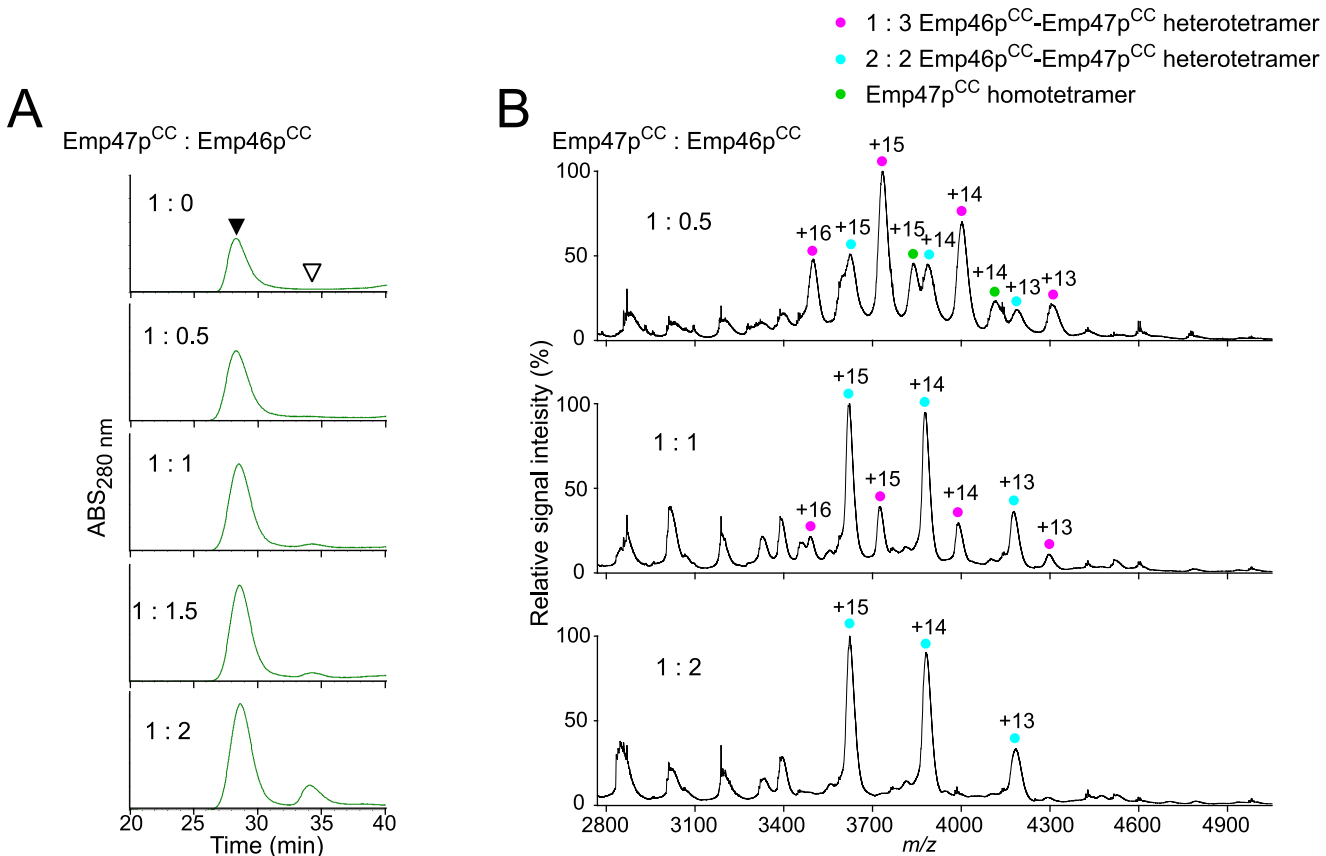 1 : 3 Emp46pCC-Emp47pCC heterotetramer
2 : 2 Emp46pCC-Emp47pCC heterotetramer
Emp47pCC homotetramer
A
Emp47pCC : Emp46pCC
1 : 0
1 : 0.5
1 : 1
1 : 1.5
1 : 2
ABS280 nm
20 25 30 35 40
Time (min)
B
Emp47pCC : Emp46pCC
1 : 0.5
100
50
0
+16
+15
+15
+15
+14
+14
+14
+13
+13
1 : 1
100
50
0
+16
+15
+15
+14
+14
+13
+13
1 : 2
100
50
0
+15
+14
+13
Relative signal inteisity (%)
2800 3100 3400 3700 4000 4300 4600 4900
m/z